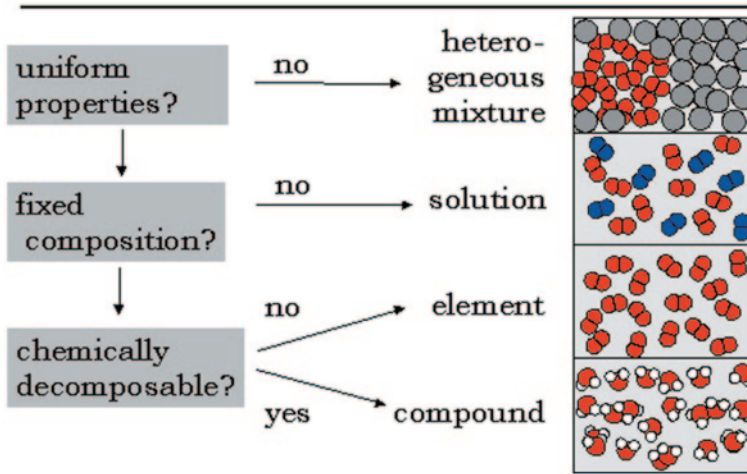 uniform
properties?
no
hetero-
geneous
mixture
fixed
composition?
no
solution
chemically
decomposable?
no
element
yes
compound